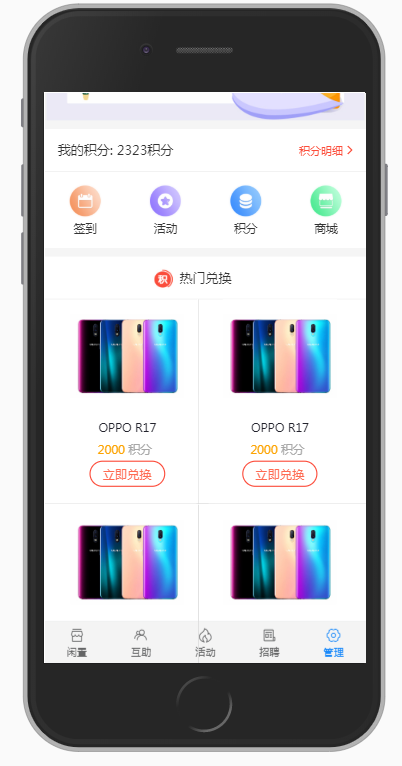 我的积分: 2323积分
积分明细
签到 活动 积分 商城
积 热门兑换
OPPO R17 OPPO R17
2000 积分 2000 积分
立即兑换 立即兑换
闲置 互助 活动 招聘 管理